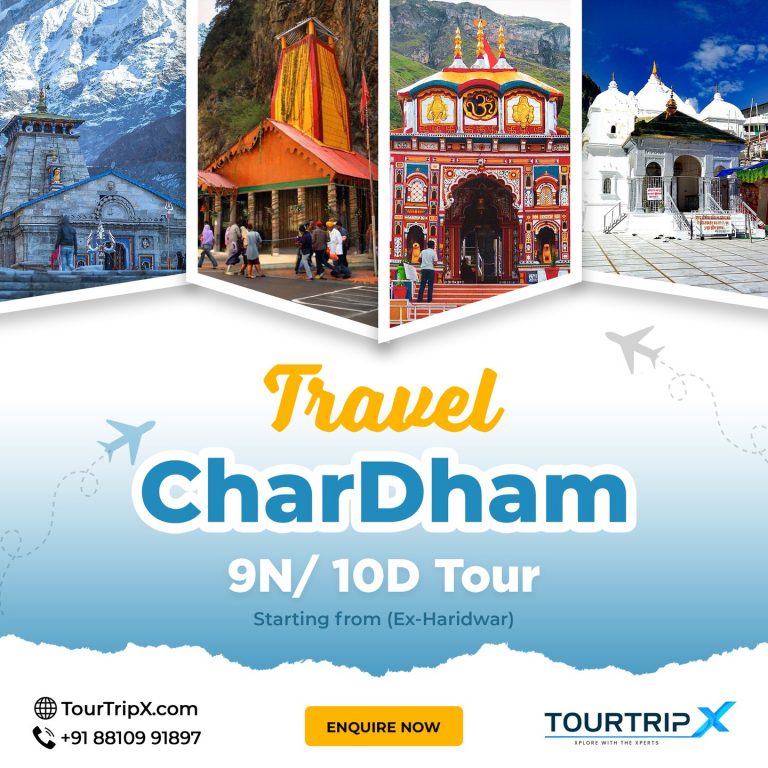 ॐ
Travel
CharDham
9N/ 10D Tour
Starting from (Ex-Haridwar)
TourTripX.com
+91 88109 91897
ENQUIRE NOW
TOURTRIPX
XPLORE WITH THE XPERTS